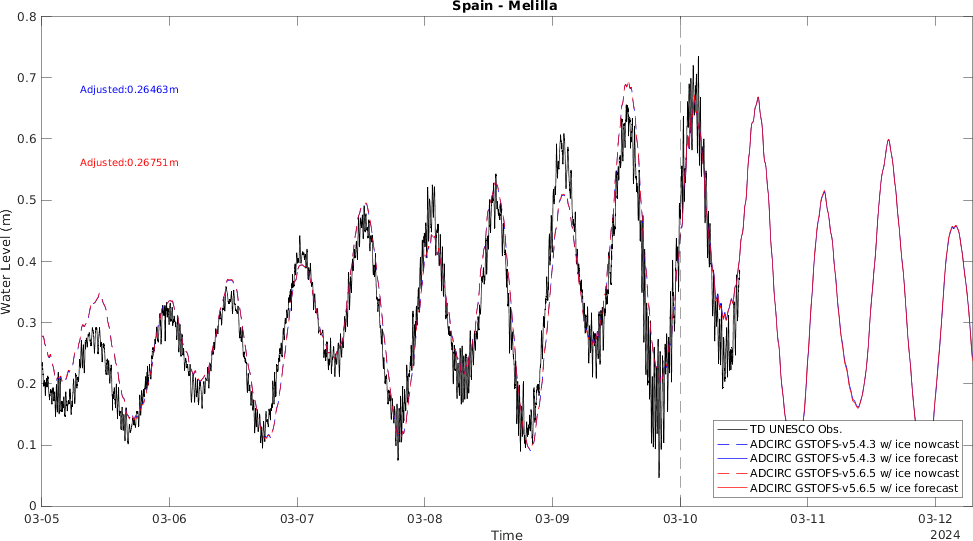 Spain - Melilla
Adjusted:0.26463m
Adjusted:0.26751m
Water Level (m)
0.8
0.7
0.6
0.5
0.4
0.3
0.2
0.1
0
03-05 03-06 03-07 03-08 03-09 03-10 03-11 03-12
2024
Time
TD UNESCO Obs.
ADCIRC GSTOFS-v5.4.3 w/ ice nowcast
ADCIRC GSTOFS-v5.4.3 w/ ice forecast
ADCIRC GSTOFS-v5.6.5 w/ ice nowcast
ADCIRC GSTOFS-v5.6.5 w/ ice forecast